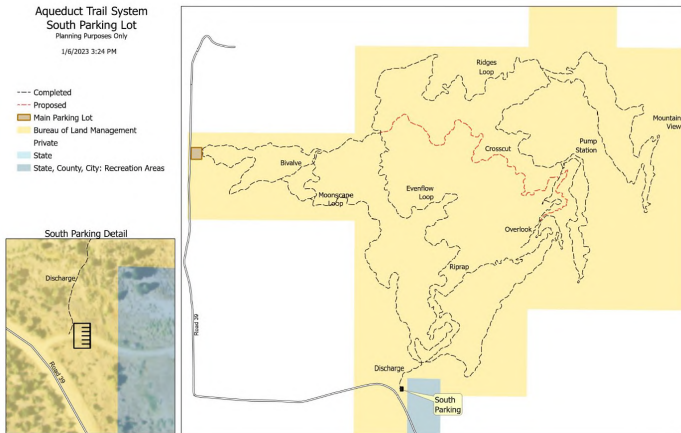 Aqueduct Trail System
South Parking Lot
Planning Purposes Only
1/6/2023 3:24 PM
Completed
Proposed
Main Parking Lot
Bureau of Land Management
Private
State
State, County, City: Recreation Areas
South Parking Detail
Discharge
Road 39
Ridges
Loop
Mountain
View
Crosscut
Pump
Station
Bivalve
Moonscape
Loop
Evenflow
Loop
Overlook
Riprap
Road 39
Discharge
South
Parking